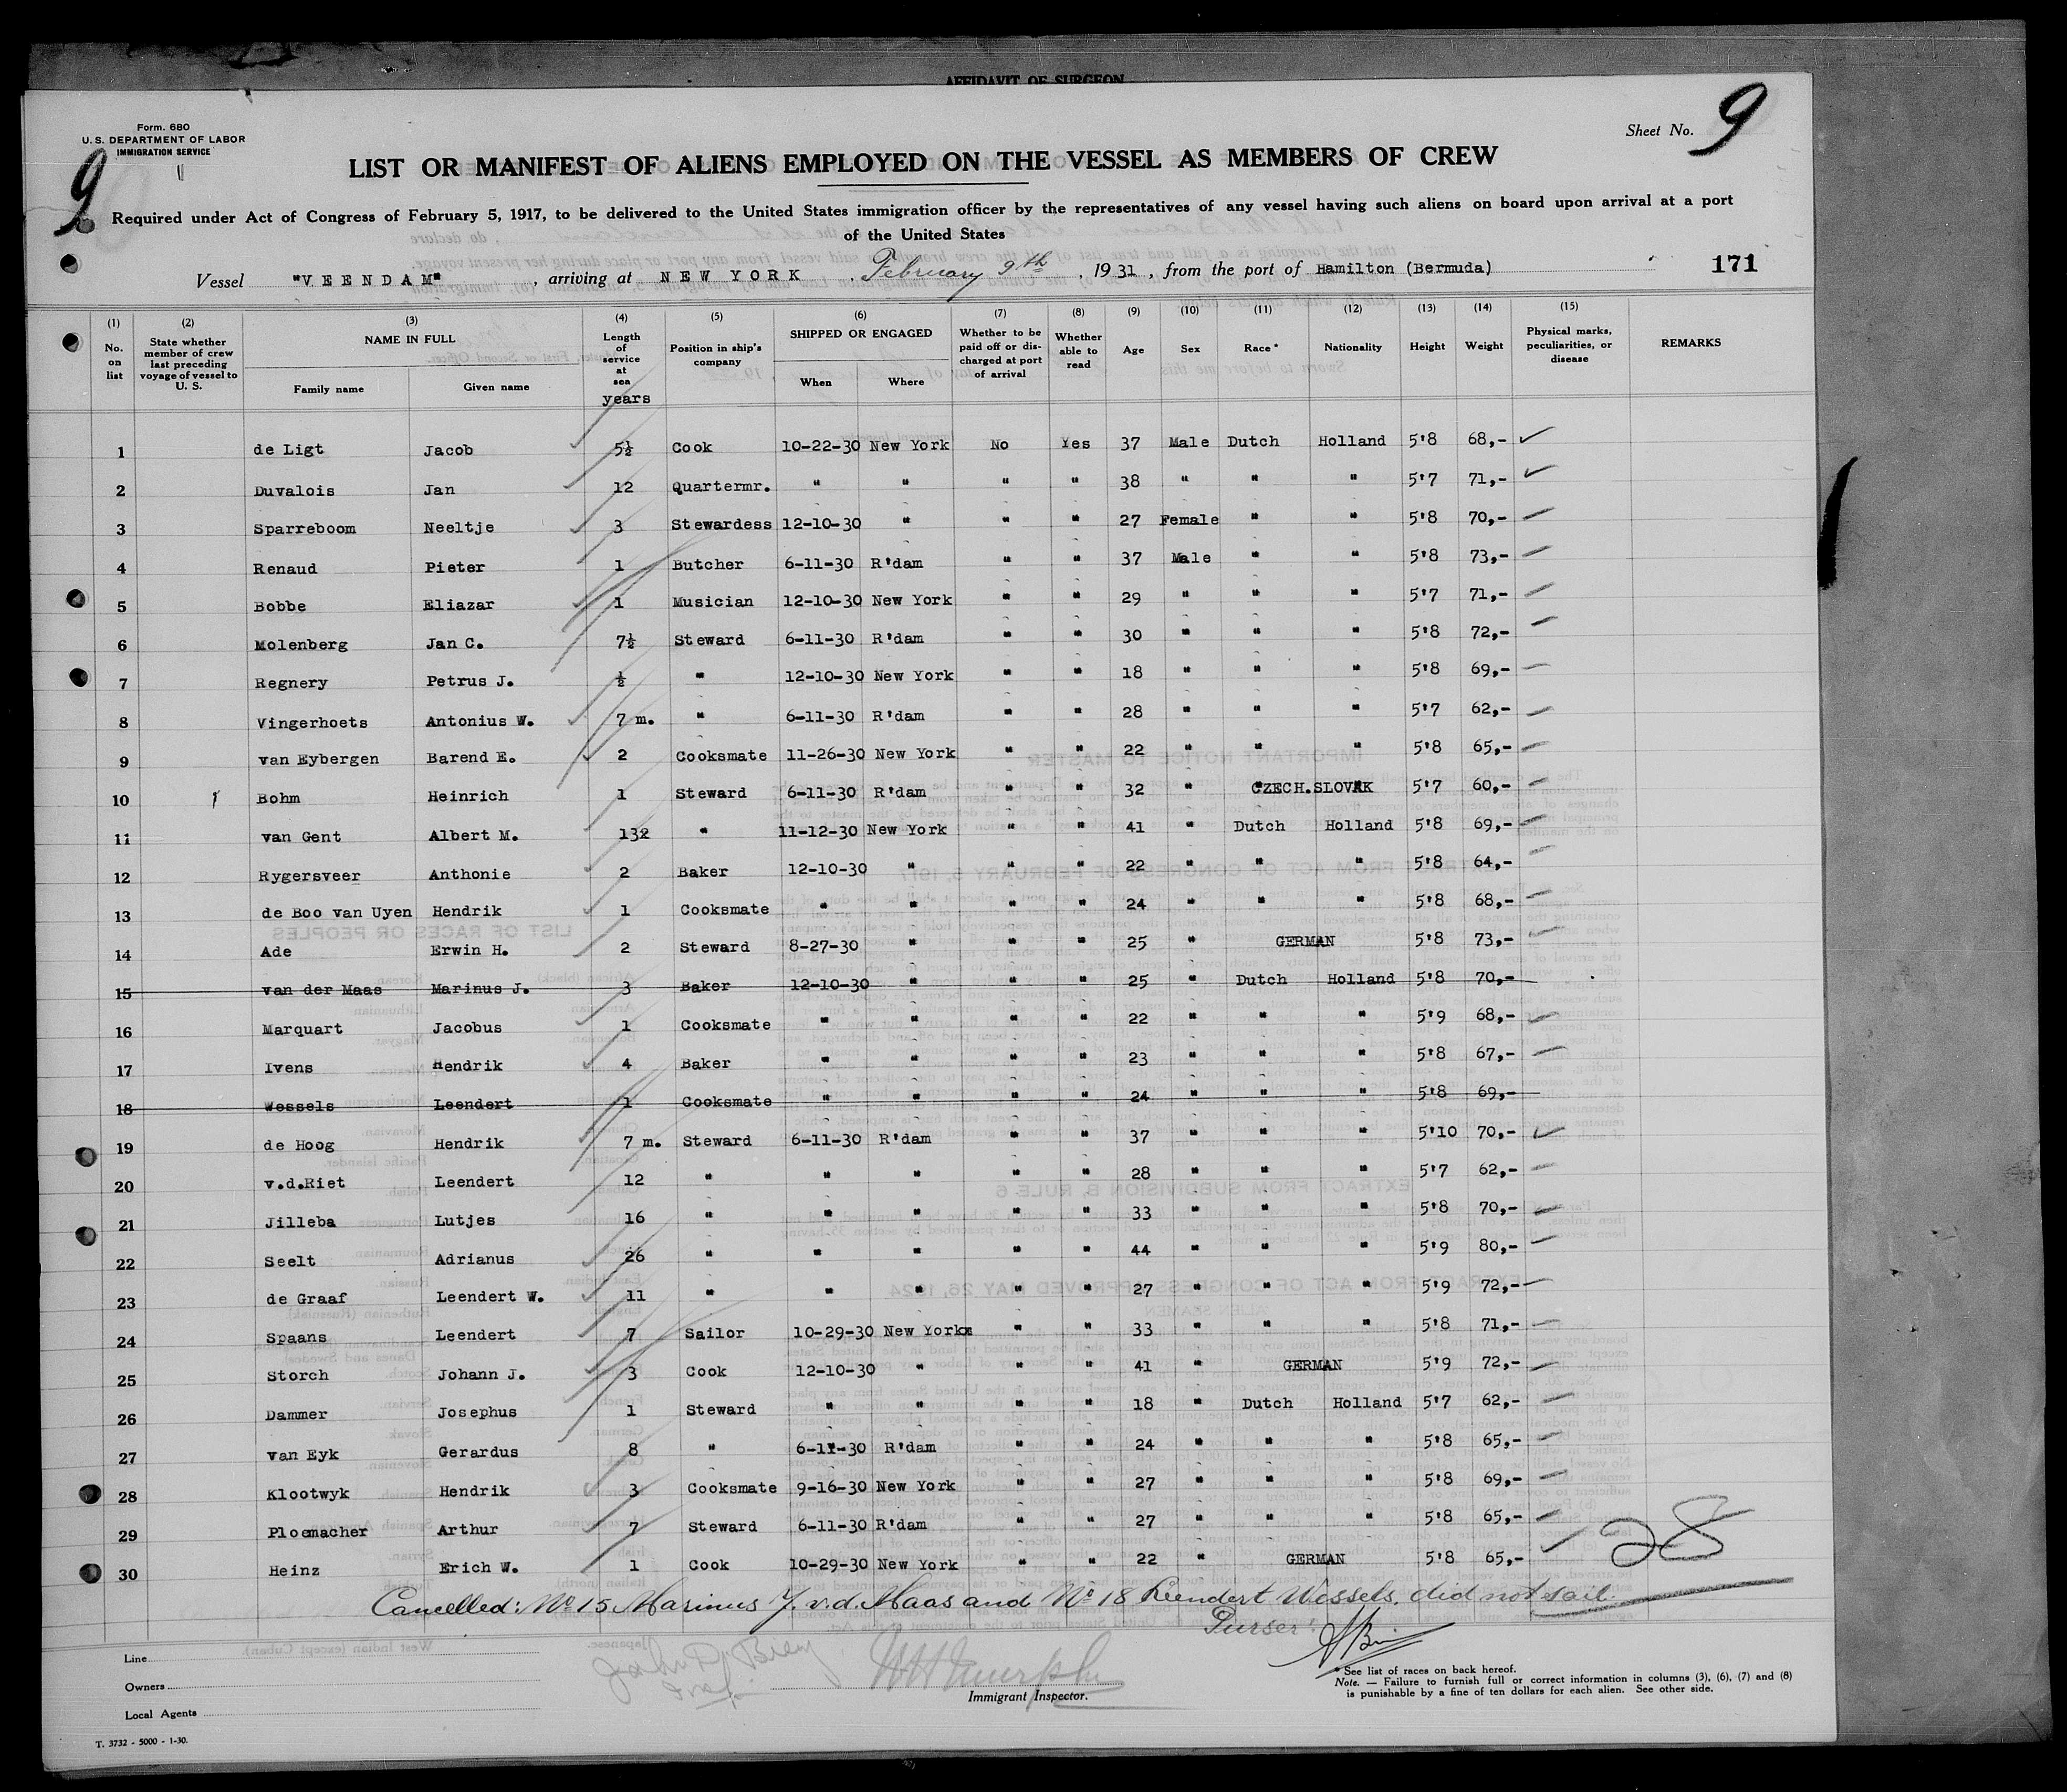 AFFIDAVIT OF SURGEON
Form. 680
U. S. DEPARTMENT OF LABOR
IMMIGRATION SERVICE
9
Sheet No. 9
LIST OR MANIFEST OF ALIENS EMPLOYED ON THE VESSEL AS MEMBERS OF CREW
Required under Act of Congress of February 5, 1917, to be delivered to the United States immigration officer by the representatives of any vessel having such aliens on board upon arrival at a port
of the United States
Vessel "VEENDAM", arriving at NEW YORK, February 9th, 1931, from the port of Hamilton (Bermuda) 171
(1) No. on list (2) State whether member of crew last preceding voyage of vessel to U. S. (3) NAME IN FULL Family name Given name (4) Length of service at sea years (5) Position in ship's company (6) SHIPPED OR ENGAGED When Where (7) Whether to be paid off or discharged at port of arrival (8) Whether able to read (9) Age (10) Sex (11) Race* (12) Nationality (13) Height (14) Weight (15) Physical marks, peculiarities, or disease REMARKS
1 de Ligt Jacob 5½ Cook 10-22-30 New York No Yes 37 Male Dutch Holland 5'8 68,-
2 Duvalois Jan 12 Quartermr. " " " " 38 " " " 5'7 71,-
3 Sparreboom Neeltje 3 Stewardess 12-10-30 " " " 27 Female " " 5'8 70,-
4 Renaud Pieter 1 Butcher 6-11-30 R'dam " " 37 Male " " 5'8 73,-
5 Bobbe Eliazar 1 Musician 12-10-30 New York " " 29 " " " 5'7 71,-
6 Molenberg Jan C. 7½ Steward 6-11-30 R'dam " " 30 " " " 5'8 72,-
7 Regnery Petrus J. ½ " 12-10-30 New York " " 18 " " " 5'8 69,-
8 Vingerhoets Antonius W. 7 m. " 6-11-30 R'dam " " 28 " " " 5'7 62,-
9 van Eybergen Barend E. 2 Cooksmate 11-26-30 New York " " 22 " " " 5'8 65,-
10 Bohm Heinrich 1 Steward 6-11-30 R'dam " " 32 " CZECH.SLOVAK 5'7 60,-
11 van Gent Albert M. 132 " 11-12-30 New York " " 41 " Dutch Holland 5'8 69,-
12 Rygersveer Anthonie 2 Baker 12-10-30 " " " 22 " " " 5'8 64,-
13 de Boo van Uyen Hendrik 1 Cooksmate " " " " 24 " " " 5'8 68,-
14 Ade Erwin H. 2 Steward 8-27-30 " " " 25 " GERMAN 5'8 73,-
15 van der Maas Marinus J. 3 Baker 12-10-30 " " " 25 " Dutch Holland 5'8 70,-
16 Marquart Jacobus 1 Cooksmate " " " " 22 " " " 5'9 68,-
17 Ivens Hendrik 4 Baker " " " " 23 " " " 5'8 67,-
18 Wessels Leendert 1 Cooksmate " " " " 24 " " " 5'8 69,-
19 de Hoog Hendrik 7 m. Steward 6-11-30 R'dam " " 37 " " " 5'10 70,-
20 v.d.Riet Leendert 12 " " " " " 28 " " " 5'7 62,-
21 Jilleba Lutjes 16 " " " " " 33 " " " 5'8 70,-
22 Seelt Adrianus 26 " " " " " 44 " " " 5'9 80,-
23 de Graaf Leendert W. 11 " " " " " 27 " " " 5'9 72,-
24 Spaans Leendert 7 Sailor 10-29-30 New York " " 33 " " " 5'8 71,-
25 Storch Johann J. 3 Cook 12-10-30 " " " 41 " GERMAN 5'9 72,-
26 Dammer Josephus 1 Steward " " " " 18 " Dutch Holland 5'7 62,-
27 van Eyk Gerardus 8 " 6-11-30 R'dam " " 24 " " " 5'8 65,-
28 Klootwyk Hendrik 3 Cooksmate 9-16-30 New York " " 27 " " " 5'8 69,-
29 Ploemacher Arthur 7 Steward 6-11-30 R'dam " " 27 " " " 5'8 65,-
30 Heinz Erich W. 1 Cook 10-29-30 New York " " 22 " GERMAN 5'8 65,-
28
Cancelled: No 15 Marinus J. v.d. Maas and No 18 Leendert Wessels. did not sail.
Purser:
Line
Owners
Local Agents
Immigrant Inspector.
* See list of races on back hereof.
Note. — Failure to furnish full or correct information in columns (3), (6), (7) and (8)
is punishable by a fine of ten dollars for each alien. See other side.
T. 3732 - 5000 - 1-30.